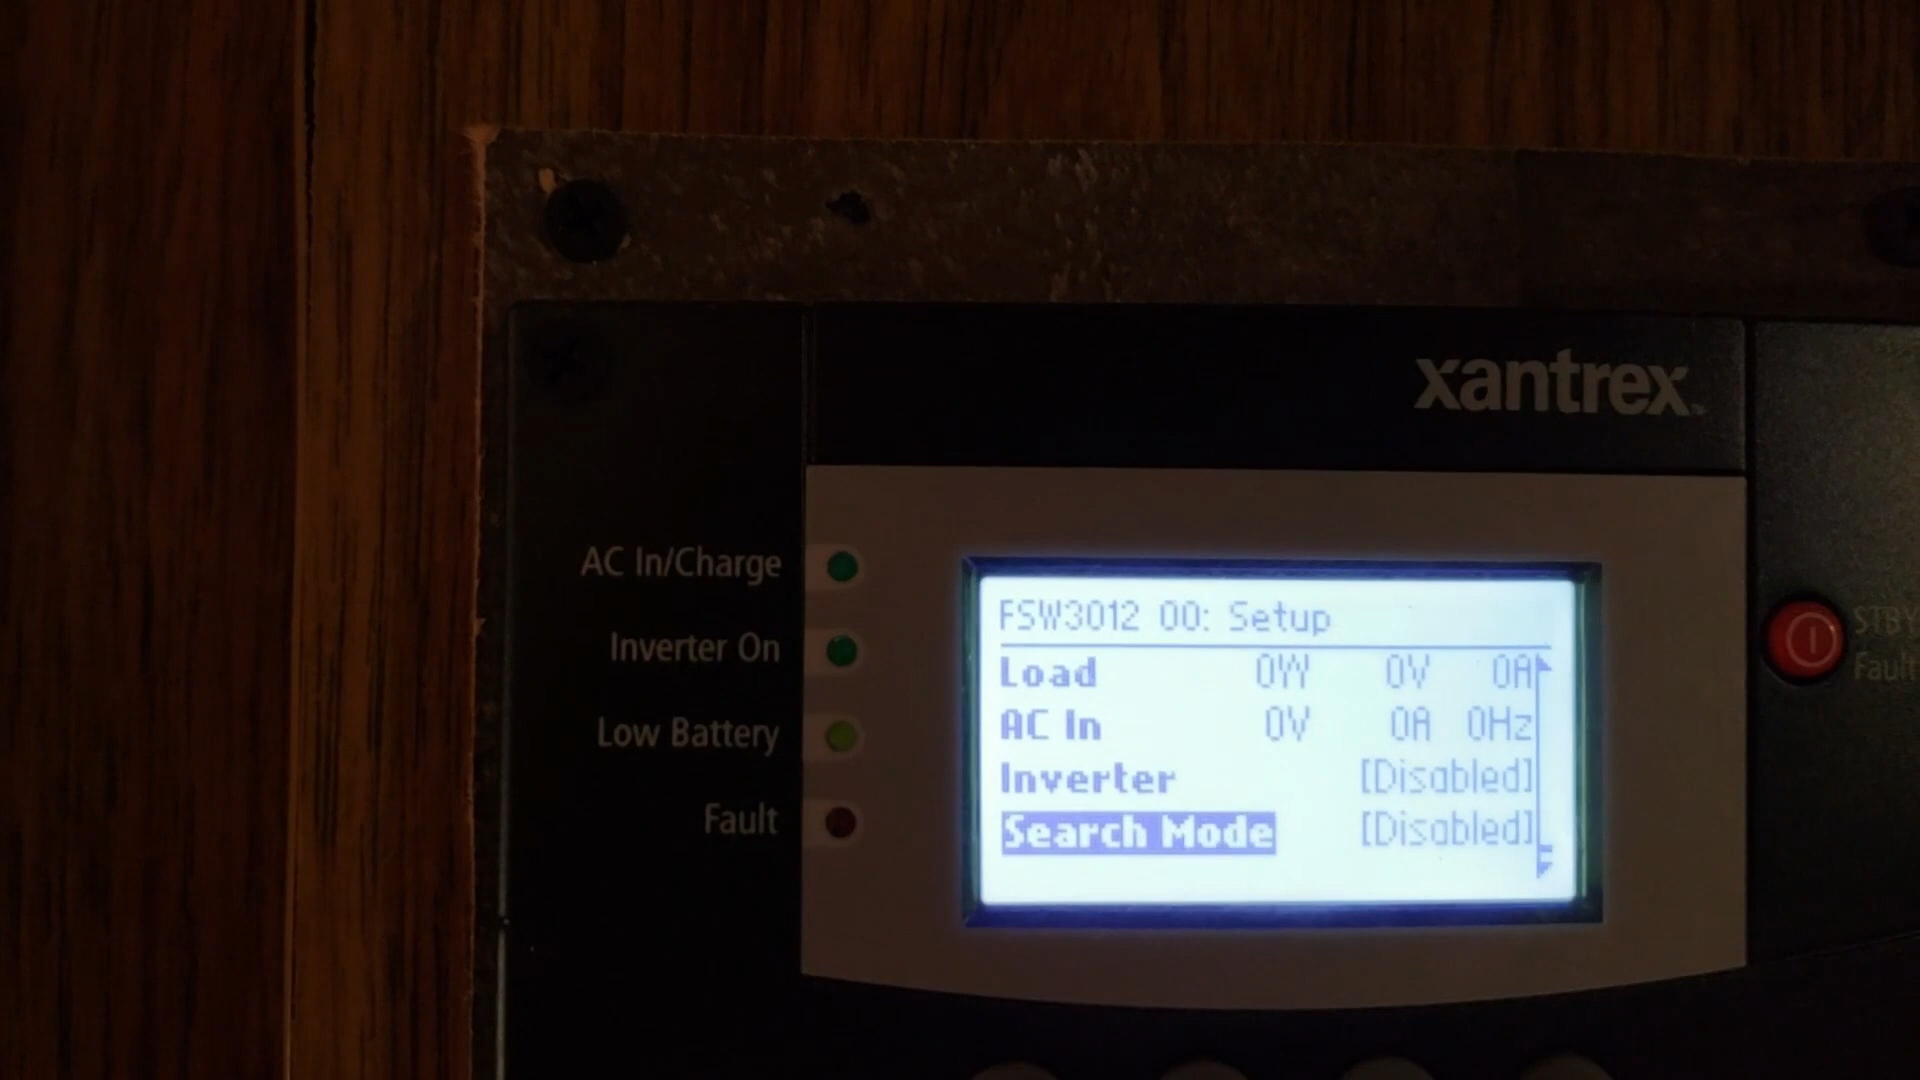 xantrex
AC In/Charge
Inverter On
Low Battery
Fault
FSW3012 00: Setup
Load 0W 0V 0A
AC In 0V 0A 0Hz
Inverter [Disabled]
Search Mode [Disabled]
STBY
Fault